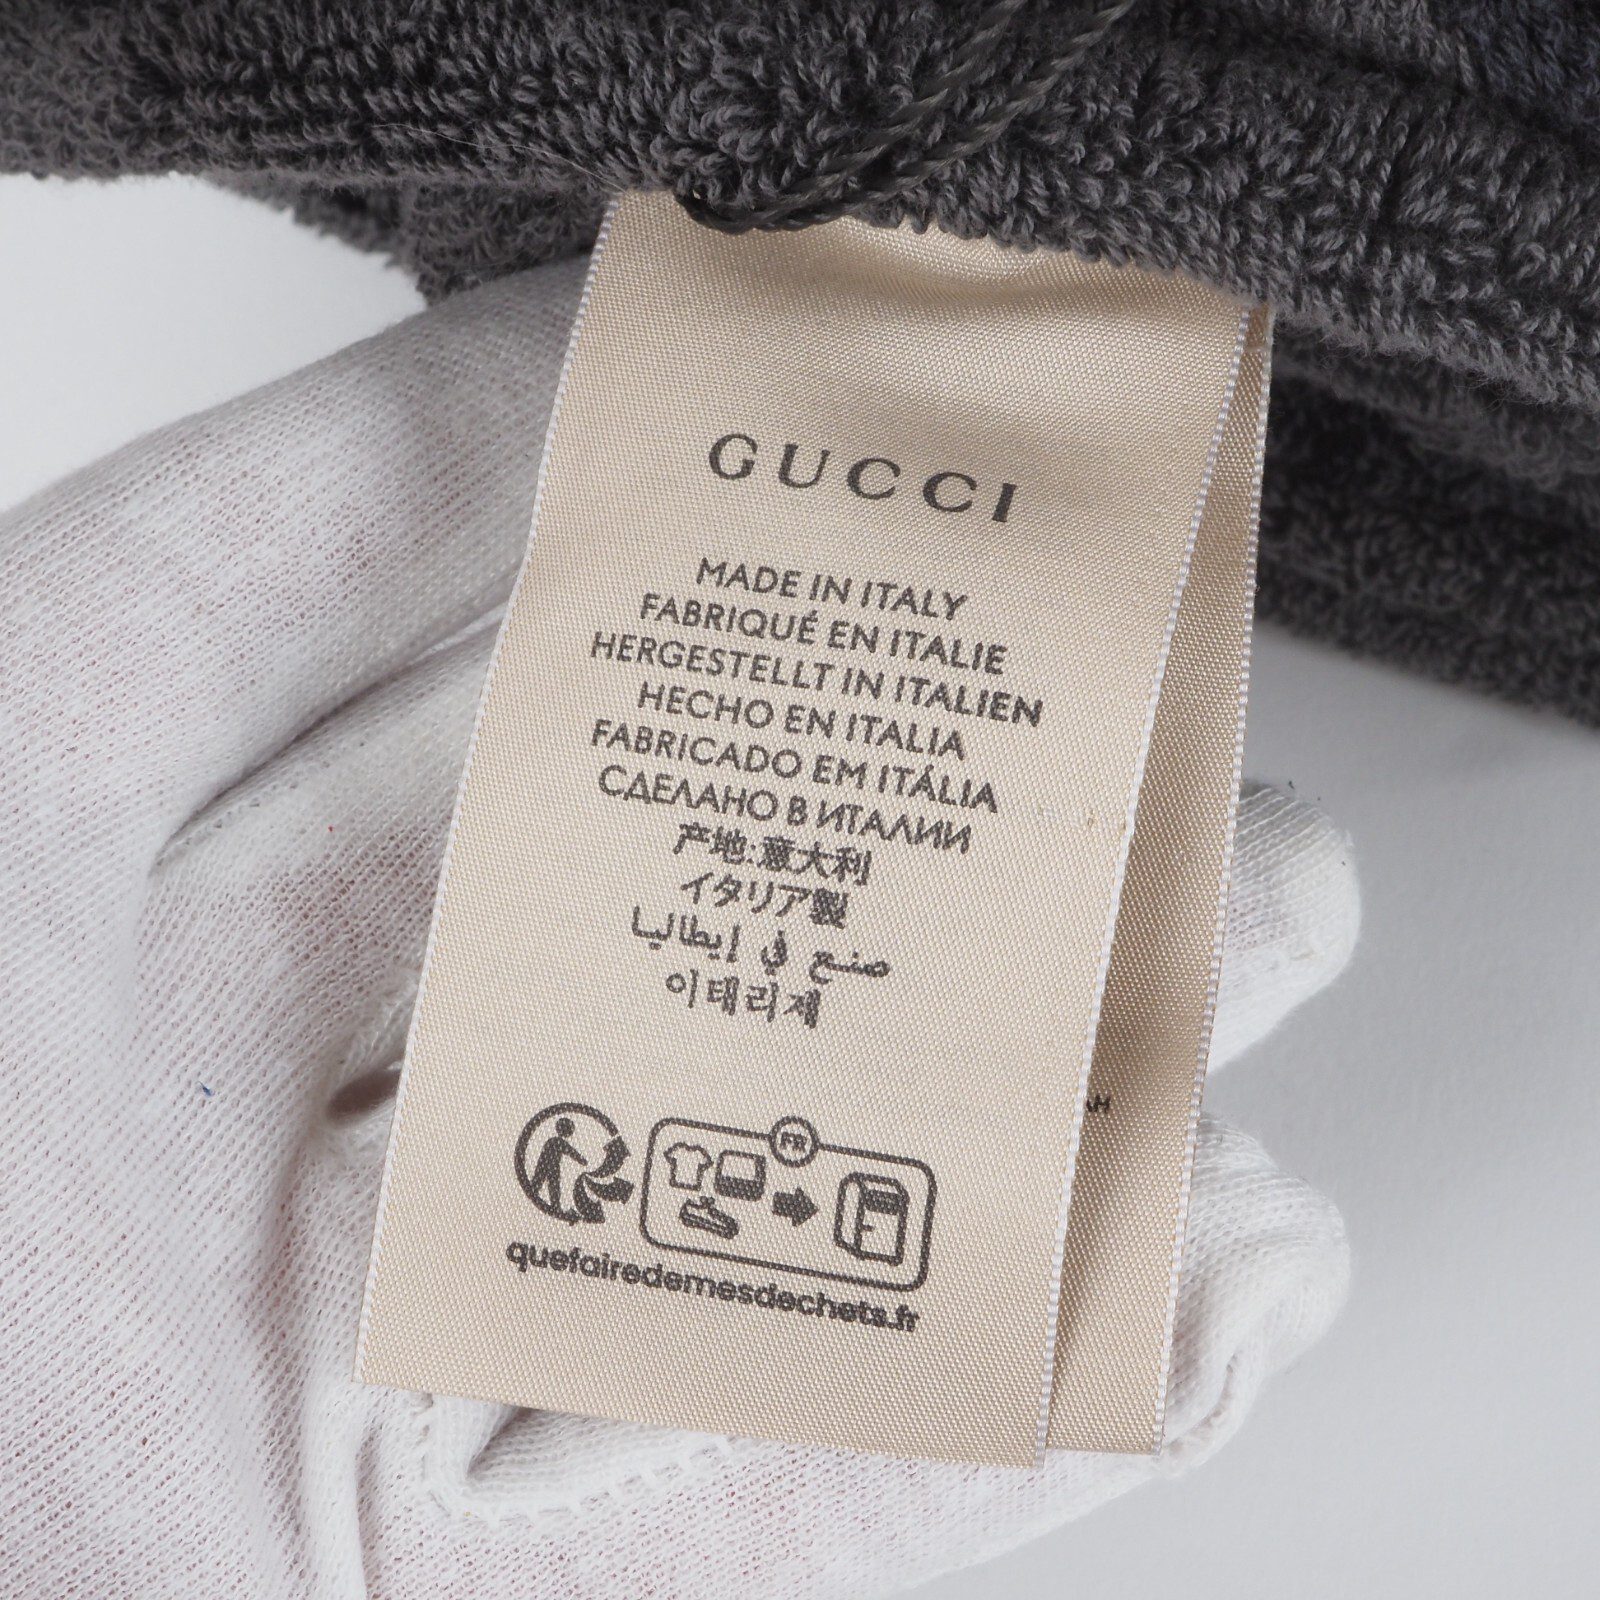 GUCCI
MADE IN ITALY
FABRIQUÉ EN ITALIE
HERGESTELLT IN ITALIEN
HECHO EN ITALIA
FABRICADO EM ITÁLIA
СДЕЛАНО В ИТАЛИИ
产地:意大利
イタリア製
صنع في إيطاليا
이태리제
FR
quefairedemesdechets.fr